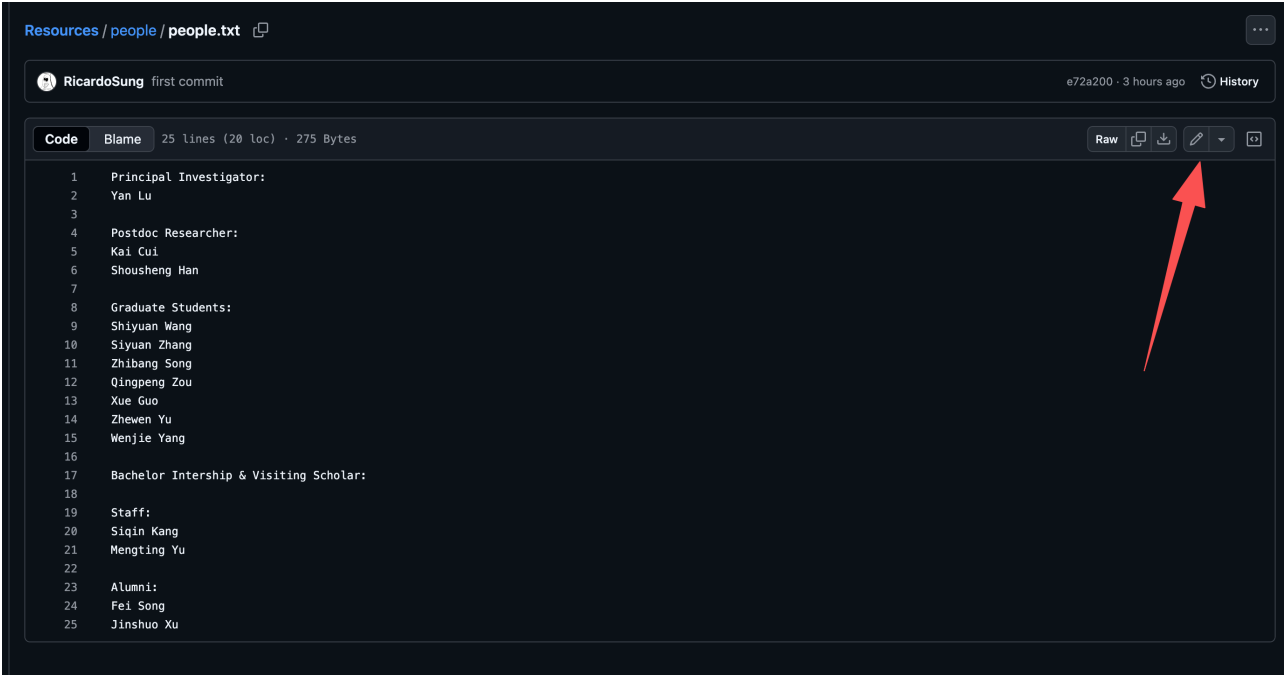 Resources / people / people.txt
RicardoSung first commit
e72a200 · 3 hours ago
History
Code Blame 25 lines (20 loc) · 275 Bytes
Raw
1 Principal Investigator:
2 Yan Lu
3
4 Postdoc Researcher:
5 Kai Cui
6 Shousheng Han
7
8 Graduate Students:
9 Shiyuan Wang
10 Siyuan Zhang
11 Zhibang Song
12 Qingpeng Zou
13 Xue Guo
14 Zhewen Yu
15 Wenjie Yang
16
17 Bachelor Intership & Visiting Scholar:
18
19 Staff:
20 Siqin Kang
21 Mengting Yu
22
23 Alumni:
24 Fei Song
25 Jinshuo Xu